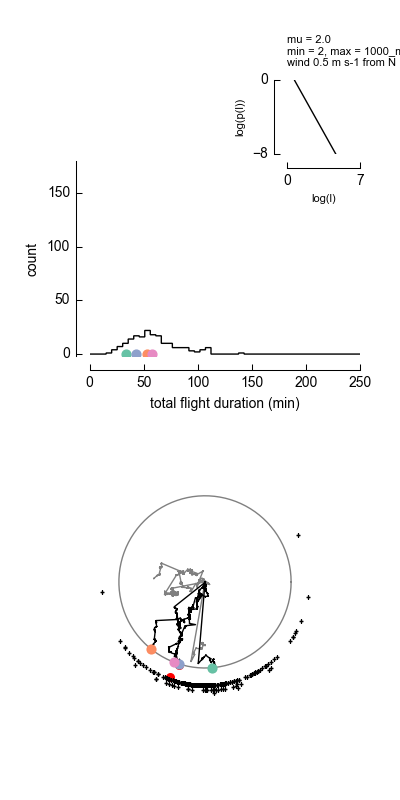 mu = 2.0
min = 2, max = 1000_m
wind 0.5 m s-1 from N
0
log(p(l))
−8
0 7
log(l)
150
100
count
50
0
0 50 100 150 200 250
total flight duration (min)